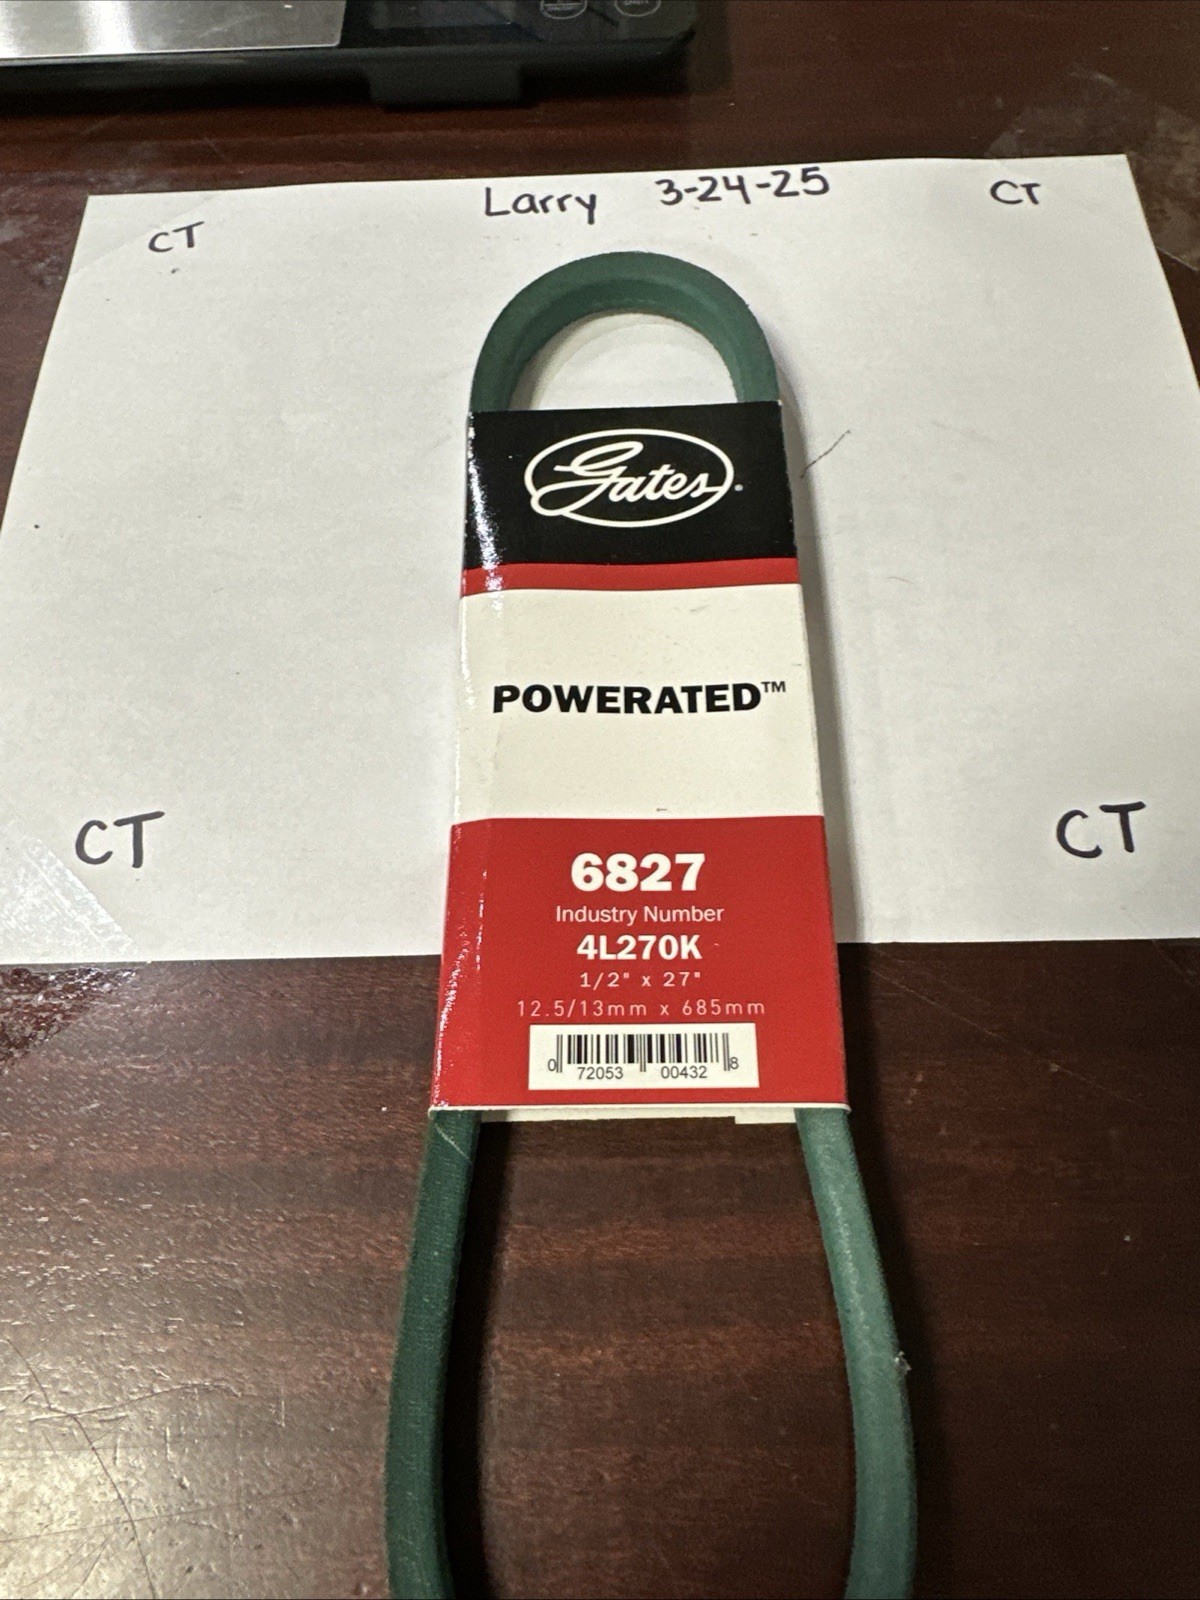 Larry 3-24-25
CT
CT
Gates
POWERATED™
CT
CT
6827
Industry Number
4L270K
1/2" x 27"
12.5/13mm x 685mm
0 72053 00432 8